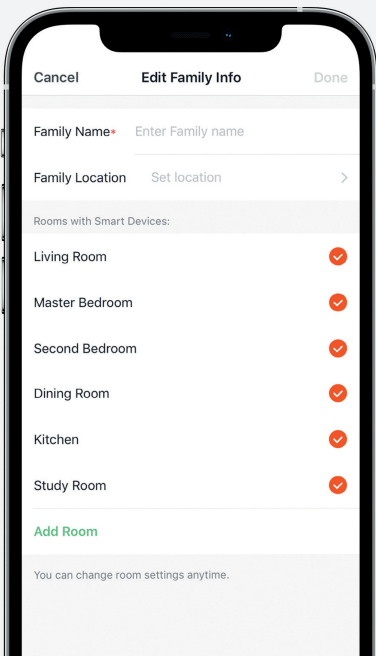 Cancel Edit Family Info Done
Family Name* Enter Family name
Family Location Set location
Rooms with Smart Devices:
Living Room
Master Bedroom
Second Bedroom
Dining Room
Kitchen
Study Room
Add Room
You can change room settings anytime.